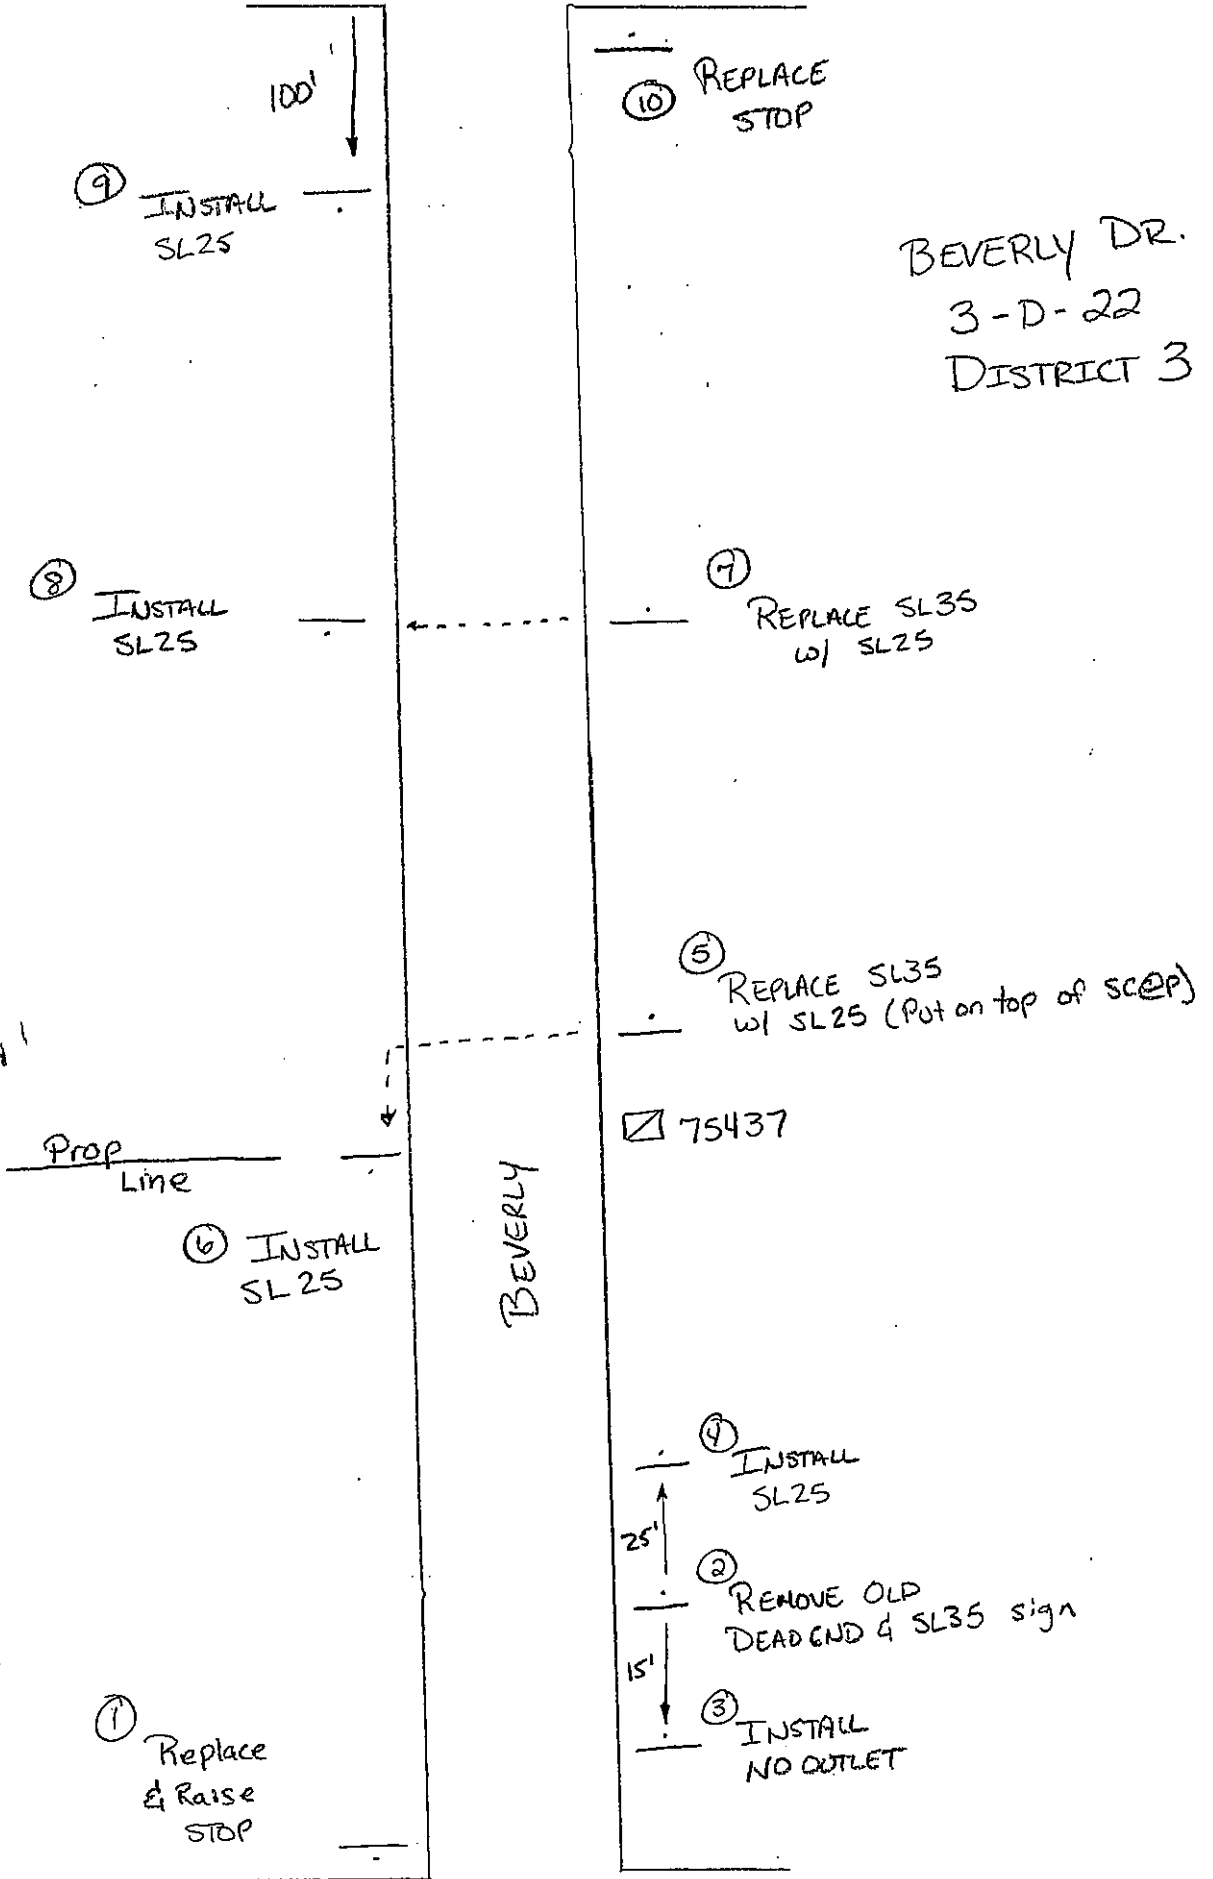 100'
⑩ REPLACE
STOP
⑨ INSTALL
SL25
BEVERLY DR.
3-D-22
DISTRICT 3
⑧ INSTALL
SL25
⑦
REPLACE SL35
w/ SL25
⑤
REPLACE SL35
w/ SL25 (Put on top of SC@P)
75437
Prop
Line
⑥ INSTALL
SL25
BEVERLY
④ INSTALL
SL25
25'
② REMOVE OLD
DEADEND & SL35 sign
15'
③ INSTALL
NO OUTLET
①
Replace
& Raise
STOP